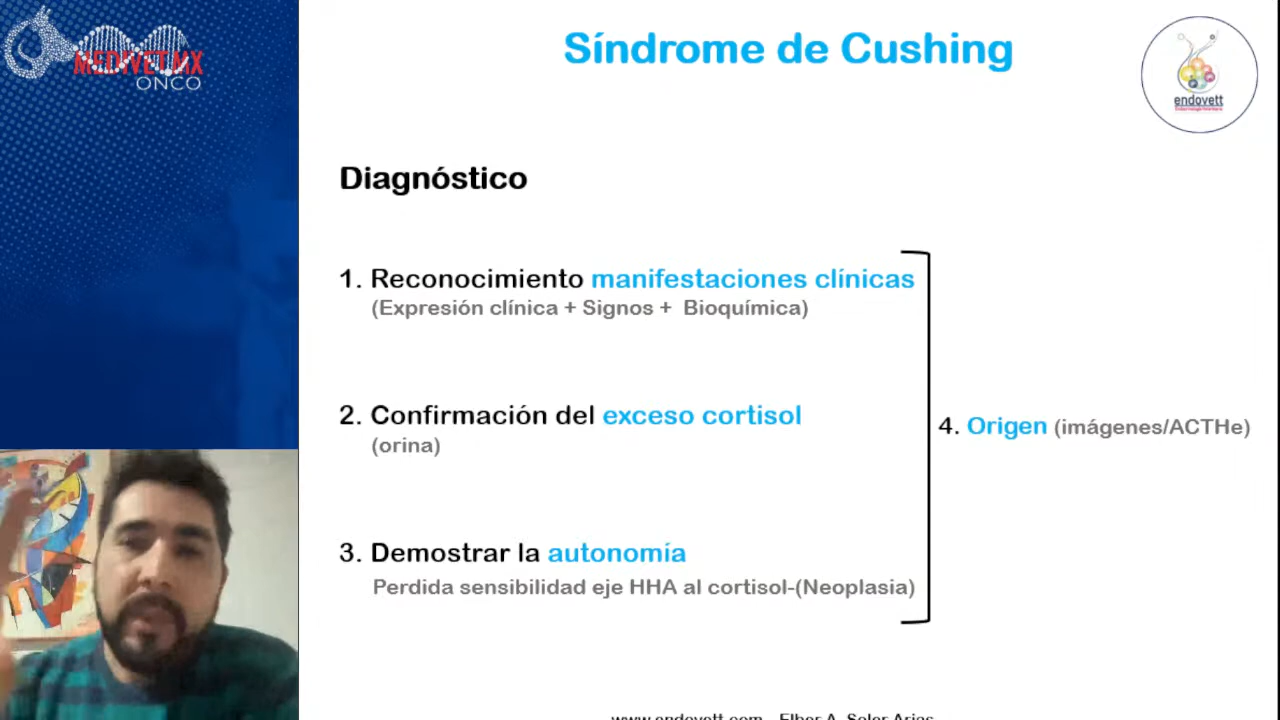 MEDIVET.MX
ONCO
Síndrome de Cushing
endovett
Diagnóstico
1. Reconocimiento manifestaciones clínicas
(Expresión clínica + Signos + Bioquímica)
2. Confirmación del exceso cortisol
(orina)
4. Origen (imágenes/ACTHe)
3. Demostrar la autonomía
Perdida sensibilidad eje HHA al cortisol-(Neoplasia)
www.endovett.com - Elber A. Soler Arias